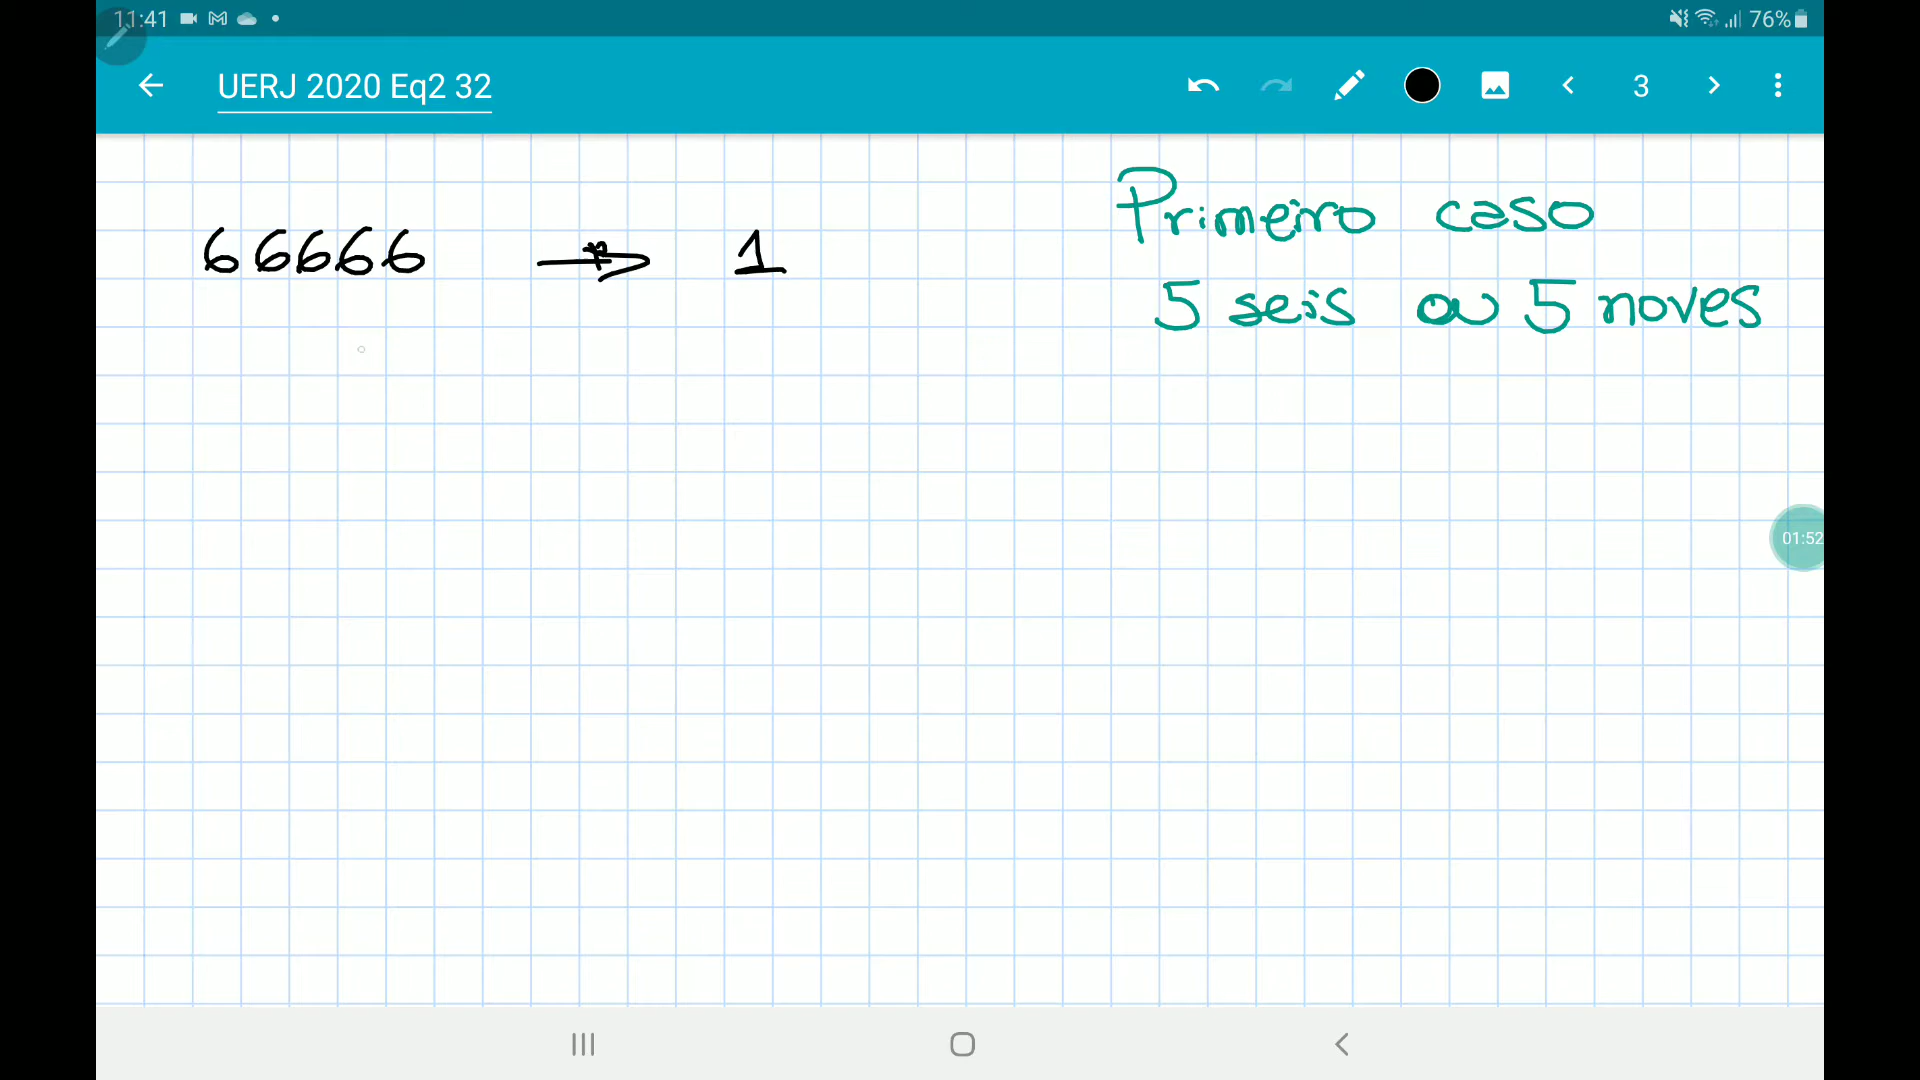 11:41 76%
UERJ 2020 Eq2 32 3
Primeiro caso
66666 → 1
5 seis ou 5 noves
01:52